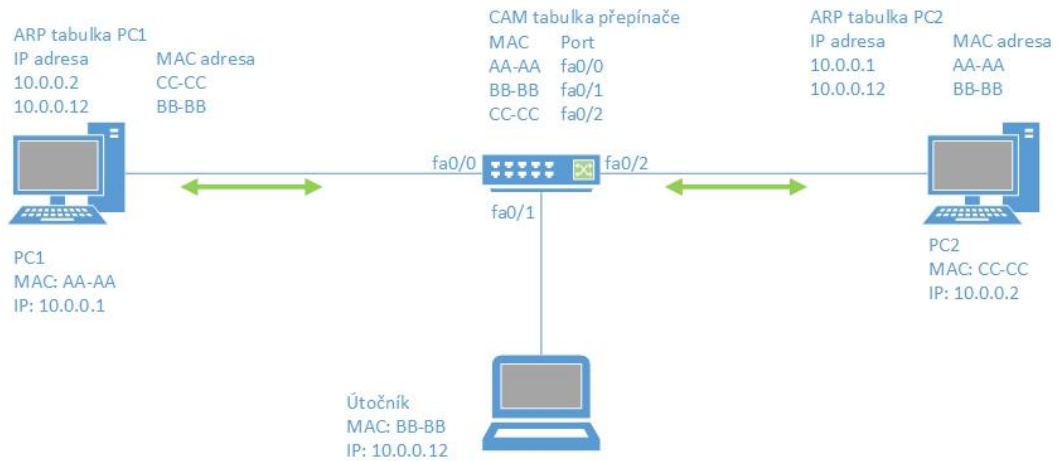 ARP tabulka PC1
IP adresa MAC adresa
10.0.0.2 CC-CC
10.0.0.12 BB-BB
CAM tabulka přepínače
MAC Port
AA-AA fa0/0
BB-BB fa0/1
CC-CC fa0/2
ARP tabulka PC2
IP adresa MAC adresa
10.0.0.1 AA-AA
10.0.0.12 BB-BB
fa0/0
fa0/2
fa0/1
PC1
MAC: AA-AA
IP: 10.0.0.1
PC2
MAC: CC-CC
IP: 10.0.0.2
Útočník
MAC: BB-BB
IP: 10.0.0.12